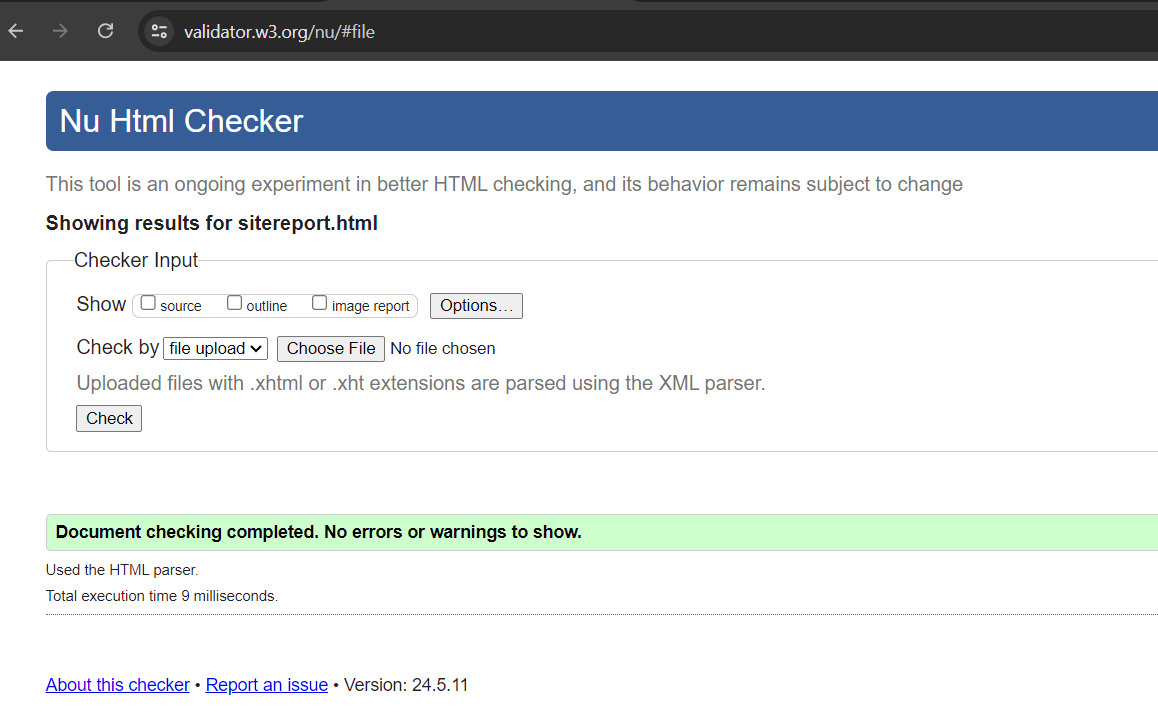 validator.w3.org/nu/#file
Nu Html Checker
This tool is an ongoing experiment in better HTML checking, and its behavior remains subject to change
Showing results for sitereport.html
Checker Input
Show source outline image report Options…
Check by file upload Choose File No file chosen
Uploaded files with .xhtml or .xht extensions are parsed using the XML parser.
Check
Document checking completed. No errors or warnings to show.
Used the HTML parser.
Total execution time 9 milliseconds.
About this checker • Report an issue • Version: 24.5.11